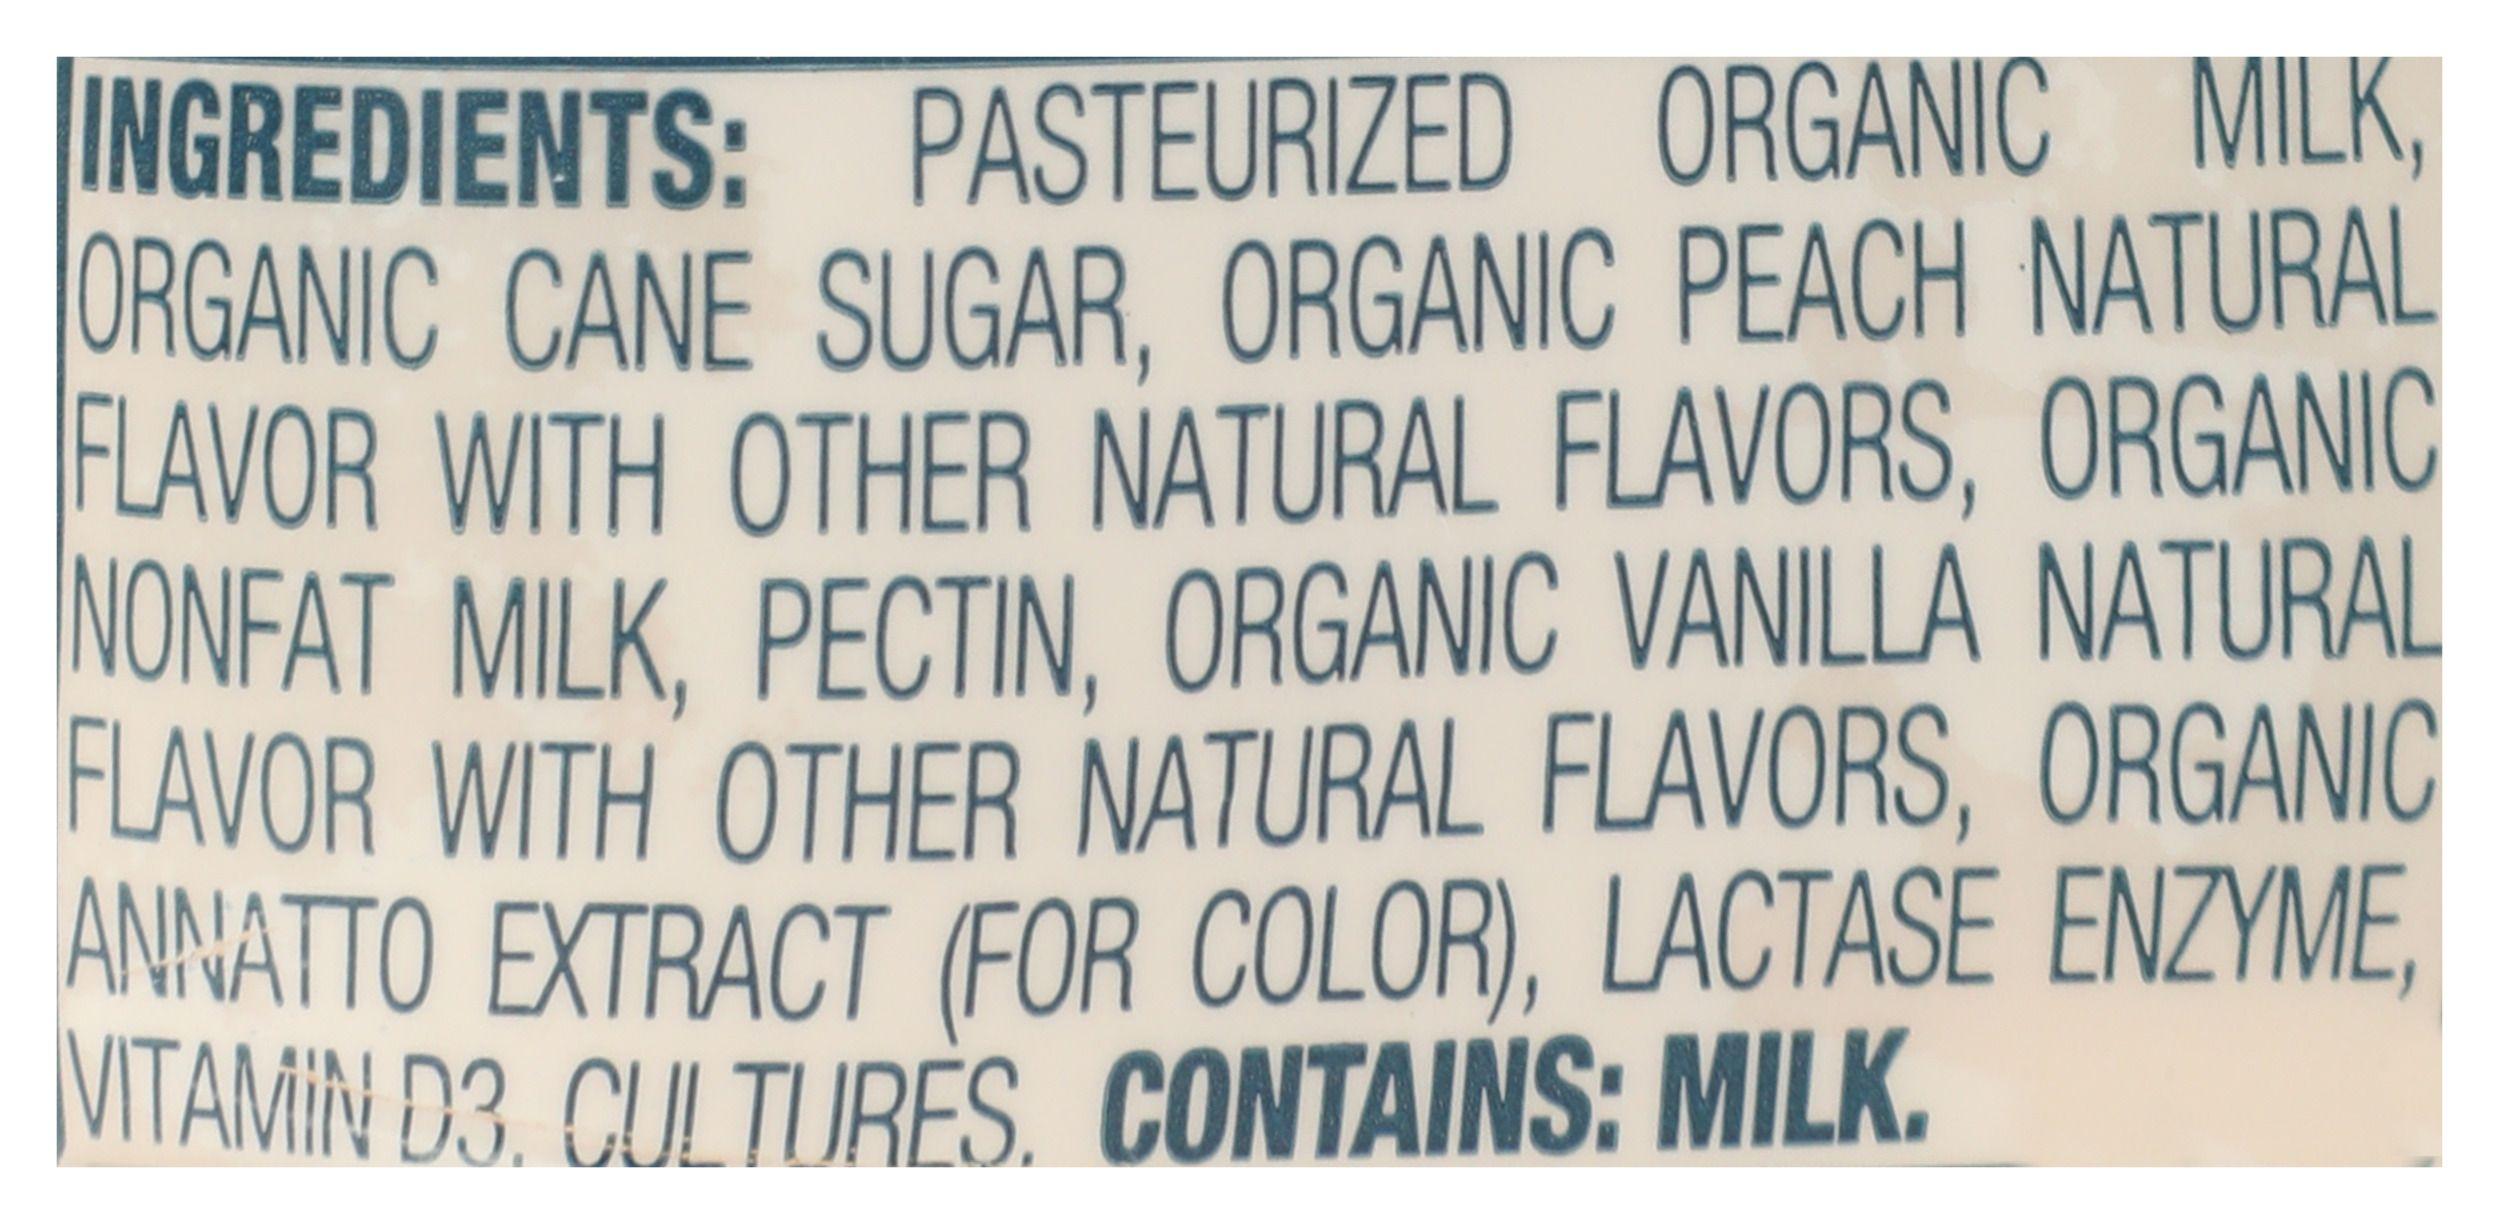 INGREDIENTS: PASTEURIZED ORGANIC MILK,
ORGANIC CANE SUGAR, ORGANIC PEACH NATURAL
FLAVOR WITH OTHER NATURAL FLAVORS, ORGANIC
NONFAT MILK, PECTIN, ORGANIC VANILLA NATURAL
FLAVOR WITH OTHER NATURAL FLAVORS, ORGANIC
ANNATTO EXTRACT (FOR COLOR), LACTASE ENZYME,
VITAMIN D3, CULTURES. CONTAINS: MILK.